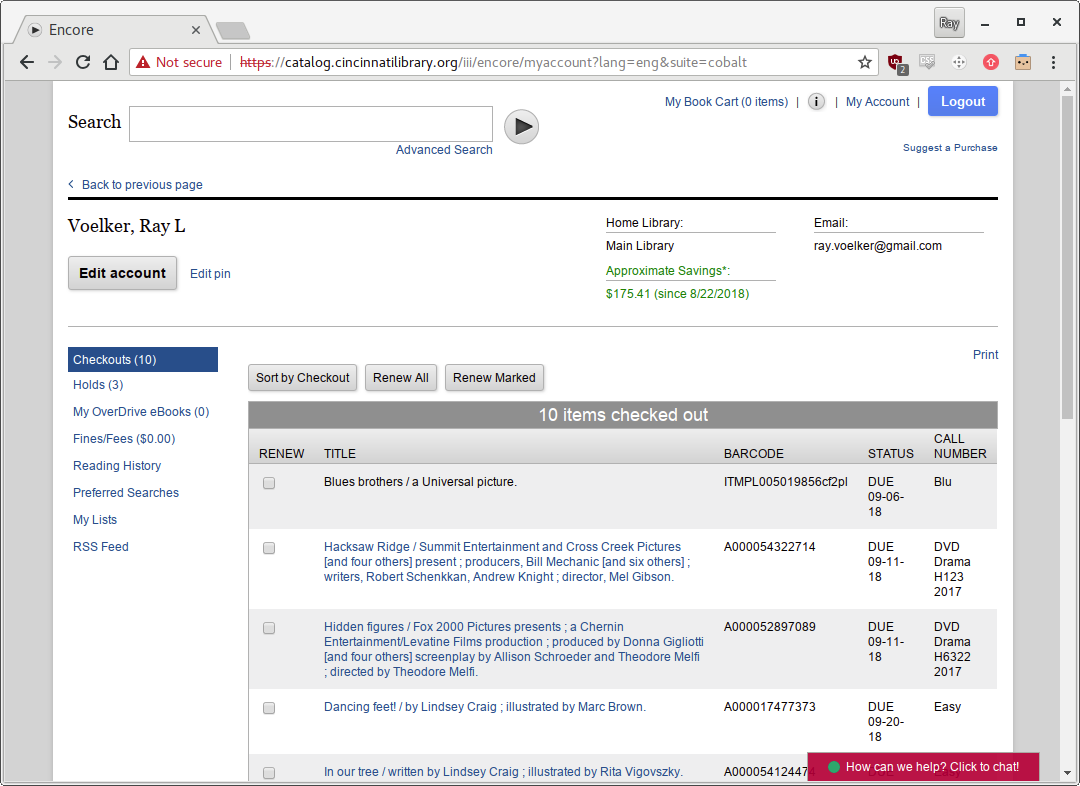 Encore
Ray
Not secure https://catalog.cincinnatilibrary.org/iii/encore/myaccount?lang=eng&suite=cobalt
2
CSS
My Book Cart (0 items) | i | My Account | Logout
Search
Advanced Search
Suggest a Purchase
Back to previous page
Voelker, Ray L
Home Library:
Main Library
Approximate Savings*:
$175.41 (since 8/22/2018)
Email:
ray.voelker@gmail.com
Edit account Edit pin
Checkouts (10)
Holds (3)
My OverDrive eBooks (0)
Fines/Fees ($0.00)
Reading History
Preferred Searches
My Lists
RSS Feed
Print
Sort by Checkout Renew All Renew Marked
10 items checked out
RENEW TITLE BARCODE STATUS CALL
NUMBER
Blues brothers / a Universal picture. ITMPL005019856cf2pl DUE Blu
09-06-
18
Hacksaw Ridge / Summit Entertainment and Cross Creek Pictures A000054322714 DUE DVD
[and four others] present ; producers, Bill Mechanic [and six others] ; 09-11- Drama
writers, Robert Schenkkan, Andrew Knight ; director, Mel Gibson. 18 H123
2017
Hidden figures / Fox 2000 Pictures presents ; a Chernin A000052897089 DUE DVD
Entertainment/Levatine Films production ; produced by Donna Gigliotti 09-11- Drama
[and four others] screenplay by Allison Schroeder and Theodore Melfi 18 H6322
; directed by Theodore Melfi. 2017
Dancing feet! / by Lindsey Craig ; illustrated by Marc Brown. A000017477373 DUE Easy
09-20-
18
In our tree / written by Lindsey Craig ; illustrated by Rita Vigovszky. A000054124474
How can we help? Click to chat!